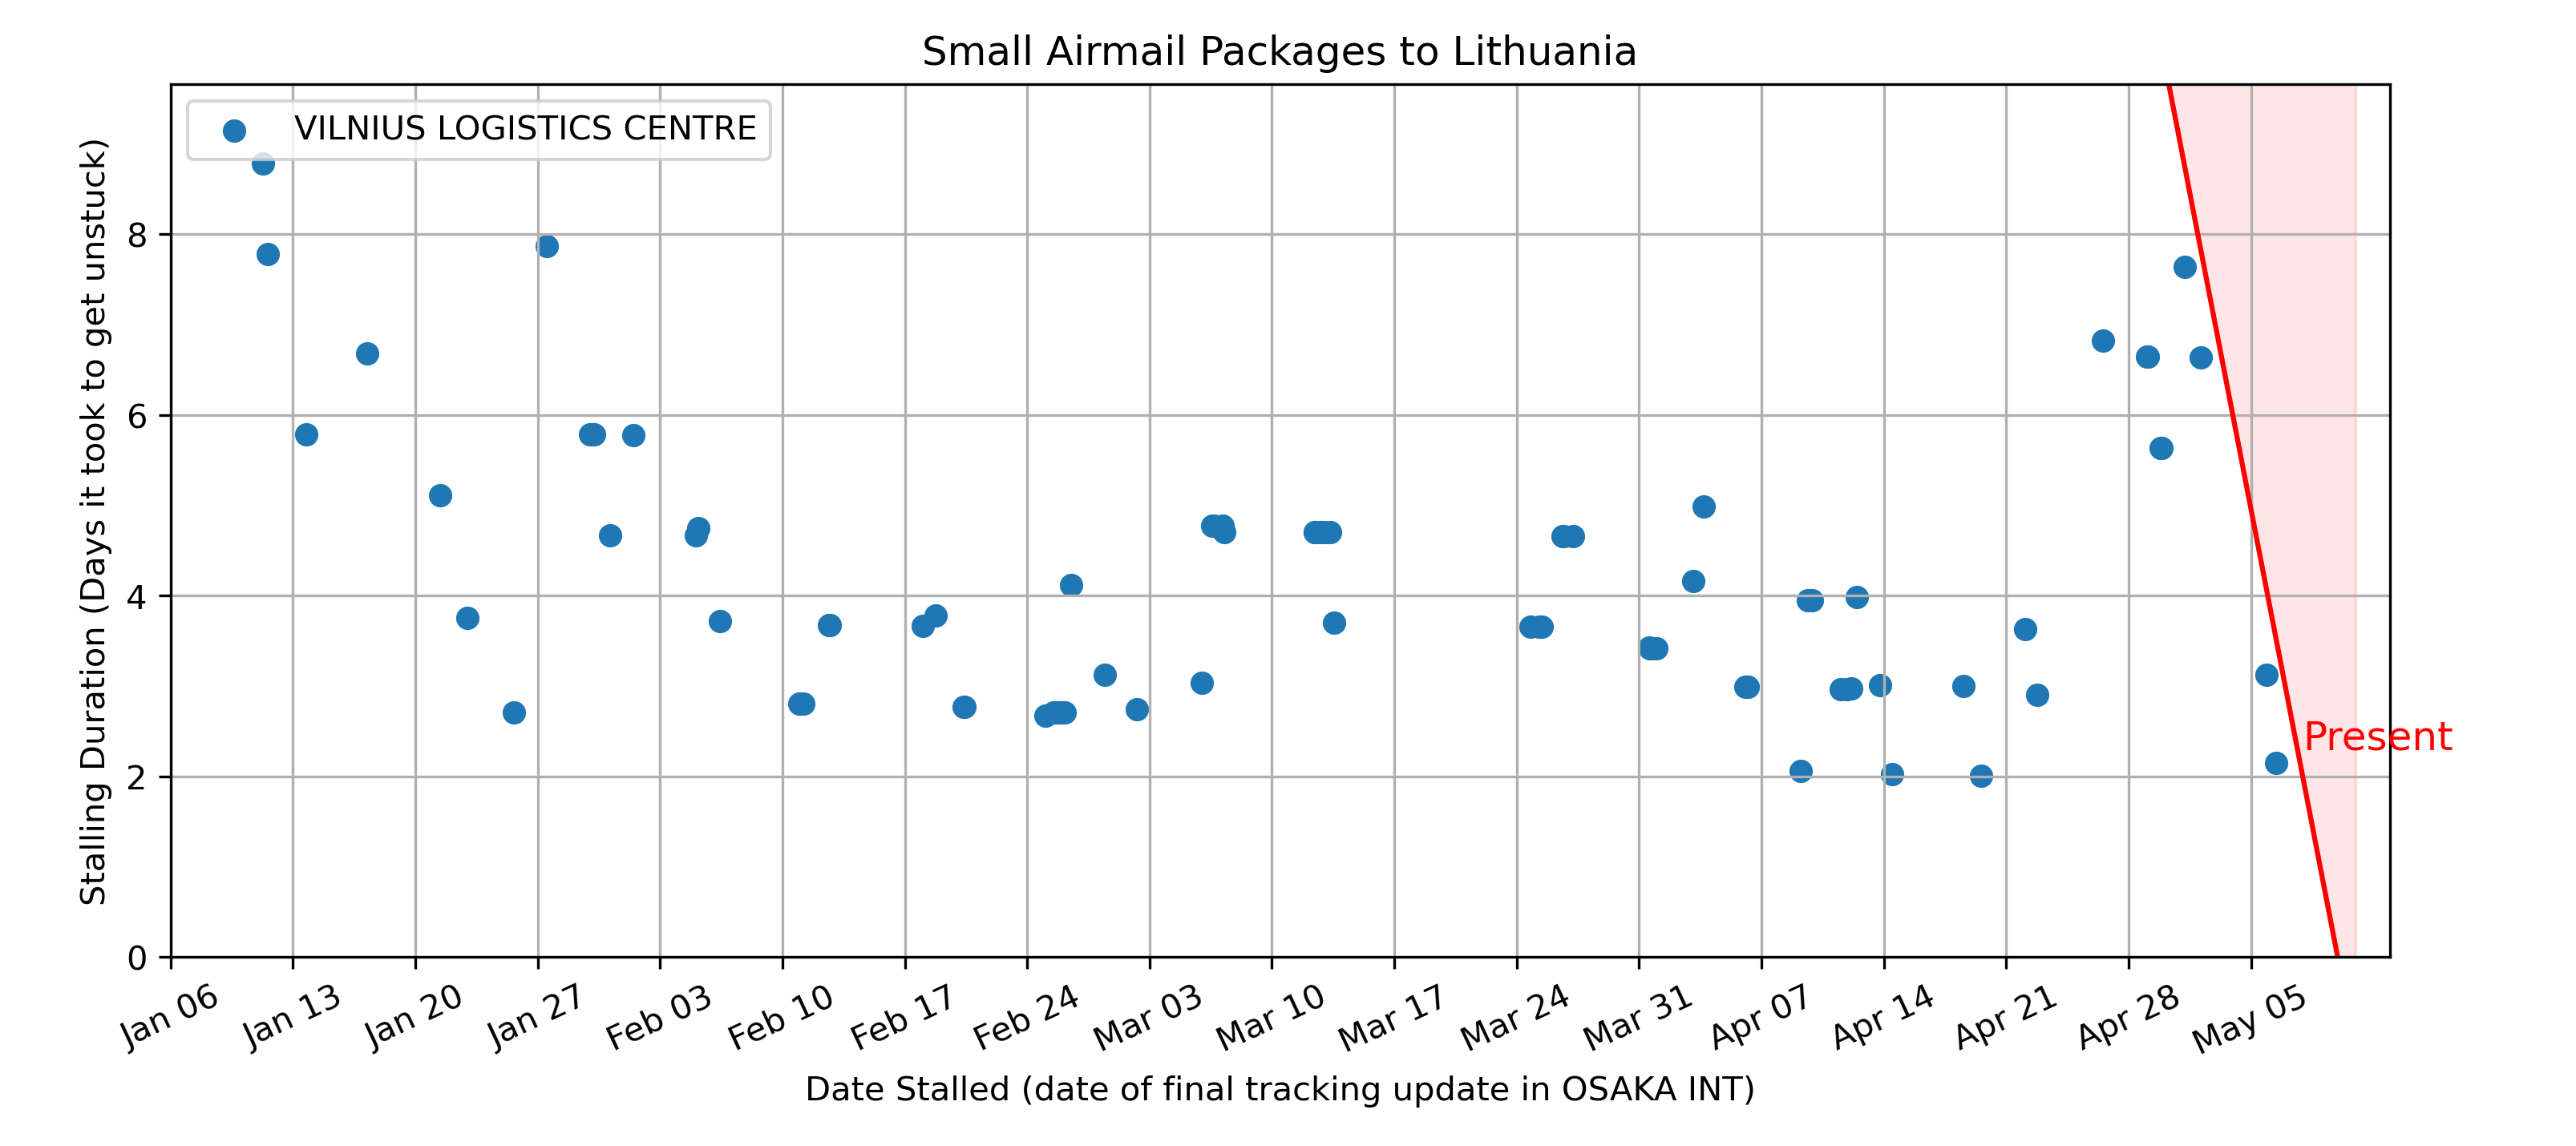 Small Airmail Packages to Lithuania
VILNIUS LOGISTICS CENTRE
Stalling Duration (Days it took to get unstuck)
8
6
4
2
0
Present
Jan 06
Jan 13
Jan 20
Jan 27
Feb 03
Feb 10
Feb 17
Feb 24
Mar 03
Mar 10
Mar 17
Mar 24
Mar 31
Apr 07
Apr 14
Apr 21
Apr 28
May 05
Date Stalled (date of final tracking update in OSAKA INT)